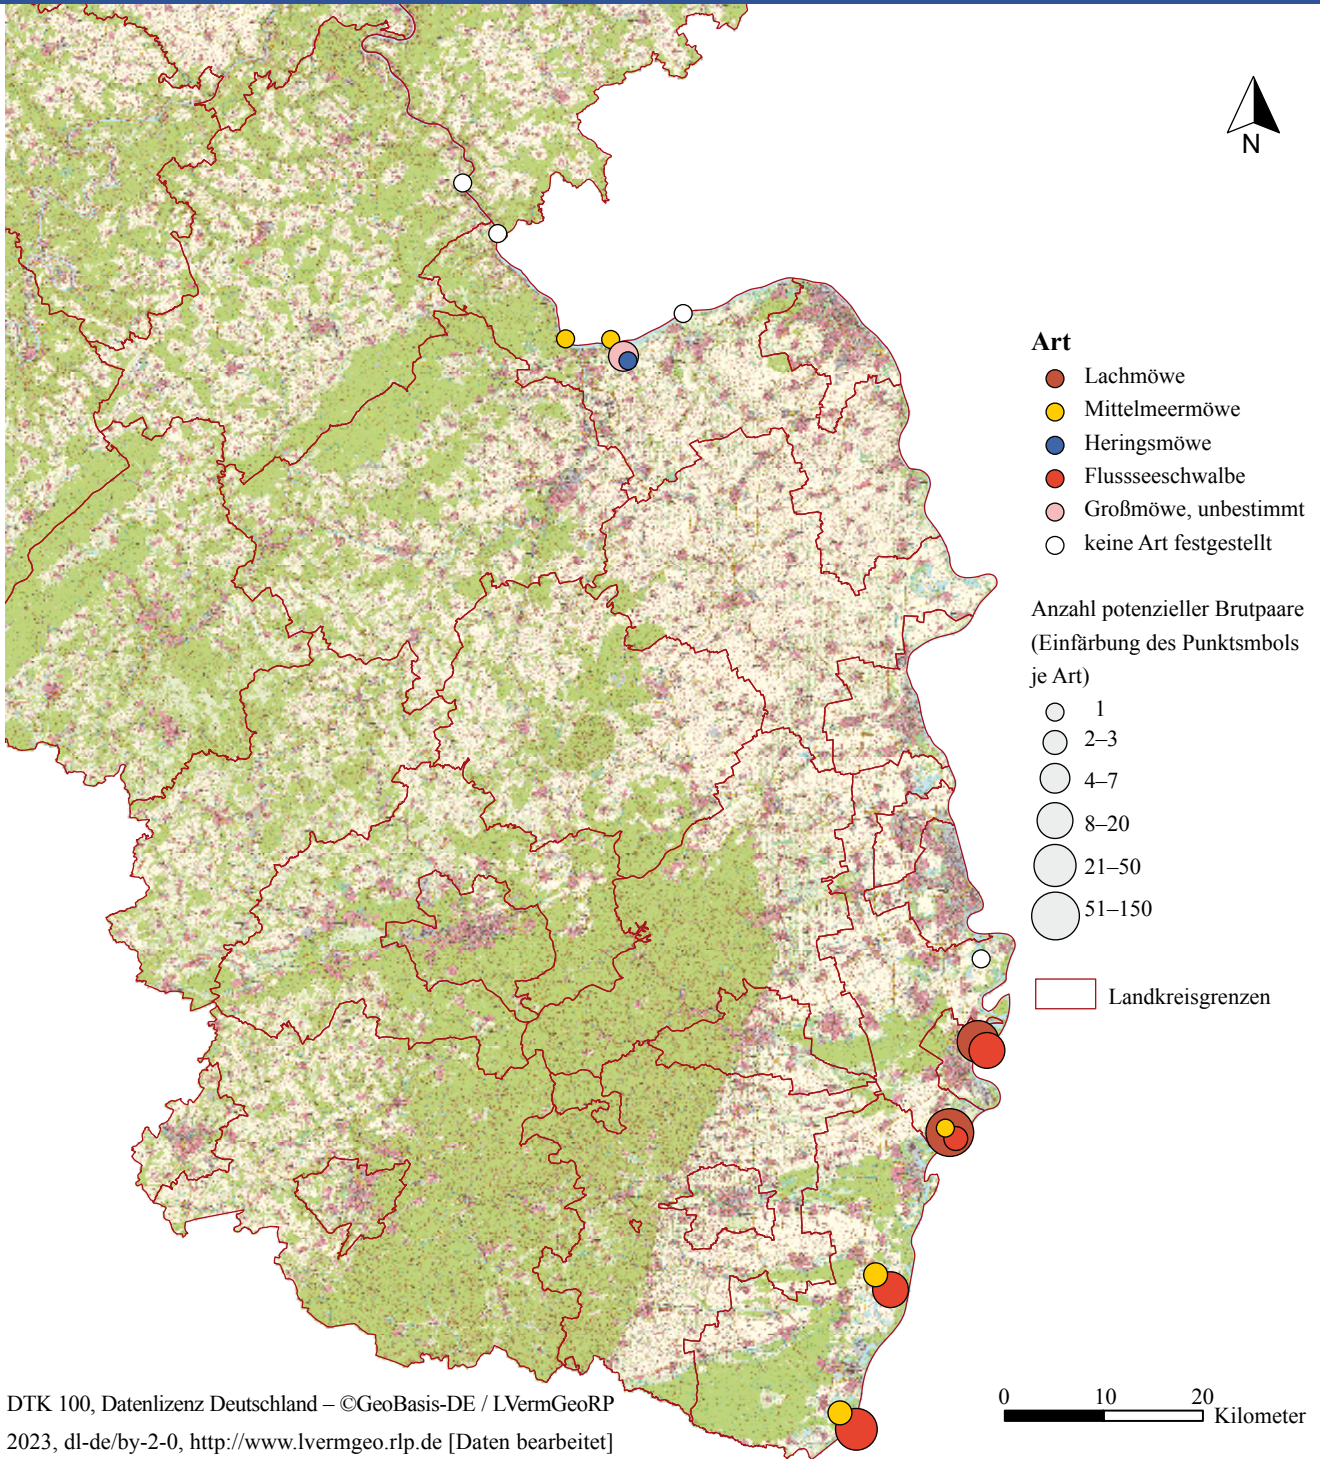 N
Art
Lachmöwe
Mittelmeermöwe
Heringsmöwe
Flussseeschwalbe
Großmöwe, unbestimmt
keine Art festgestellt
Anzahl potenzieller Brutpaare
(Einfärbung des Punktsmbols
je Art)
1
2–3
4–7
8–20
21–50
51–150
Landkreisgrenzen
0 10 20
Kilometer
DTK 100, Datenlizenz Deutschland – ©GeoBasis-DE / LVermGeoRP
2023, dl-de/by-2-0, http://www.lvermgeo.rlp.de [Daten bearbeitet]